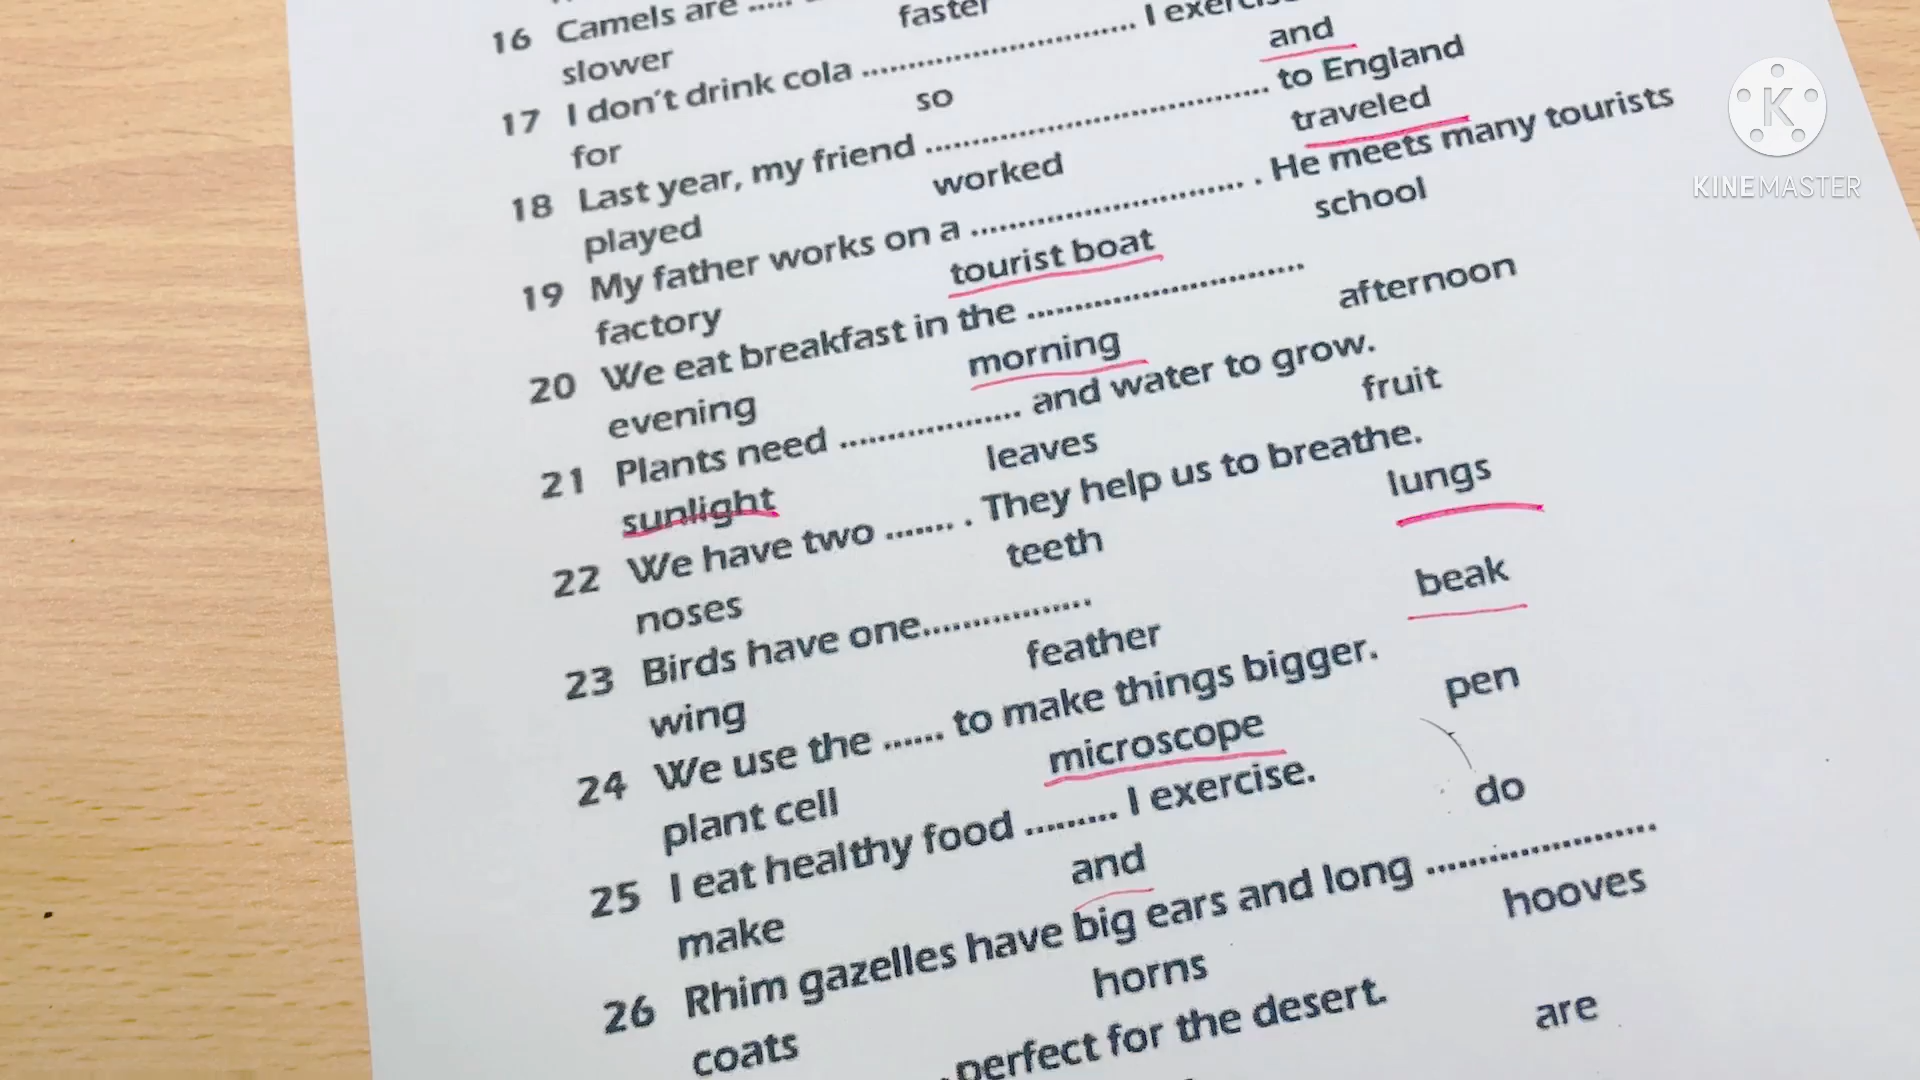 16 Camels are .....
slower faster
17 I don't drink cola ........................... I
for so and
18 Last year, my friend ................................. to England
played worked traveled
19 My father works on a .......................... . He meets many tourists
factory tourist boat school
20 We eat breakfast in the ..........................
evening morning afternoon
21 Plants need .................. and water to grow.
sunlight leaves fruit
22 We have two ....... . They help us to breathe.
noses teeth lungs
23 Birds have one.................
wing feather beak
24 We use the ...... to make things bigger.
plant cell microscope pen
25 I eat healthy food ......... I exercise.
make and do
26 Rhim gazelles have big ears and long ......................
coats horns hooves
perfect for the desert.
are
KINEMASTER